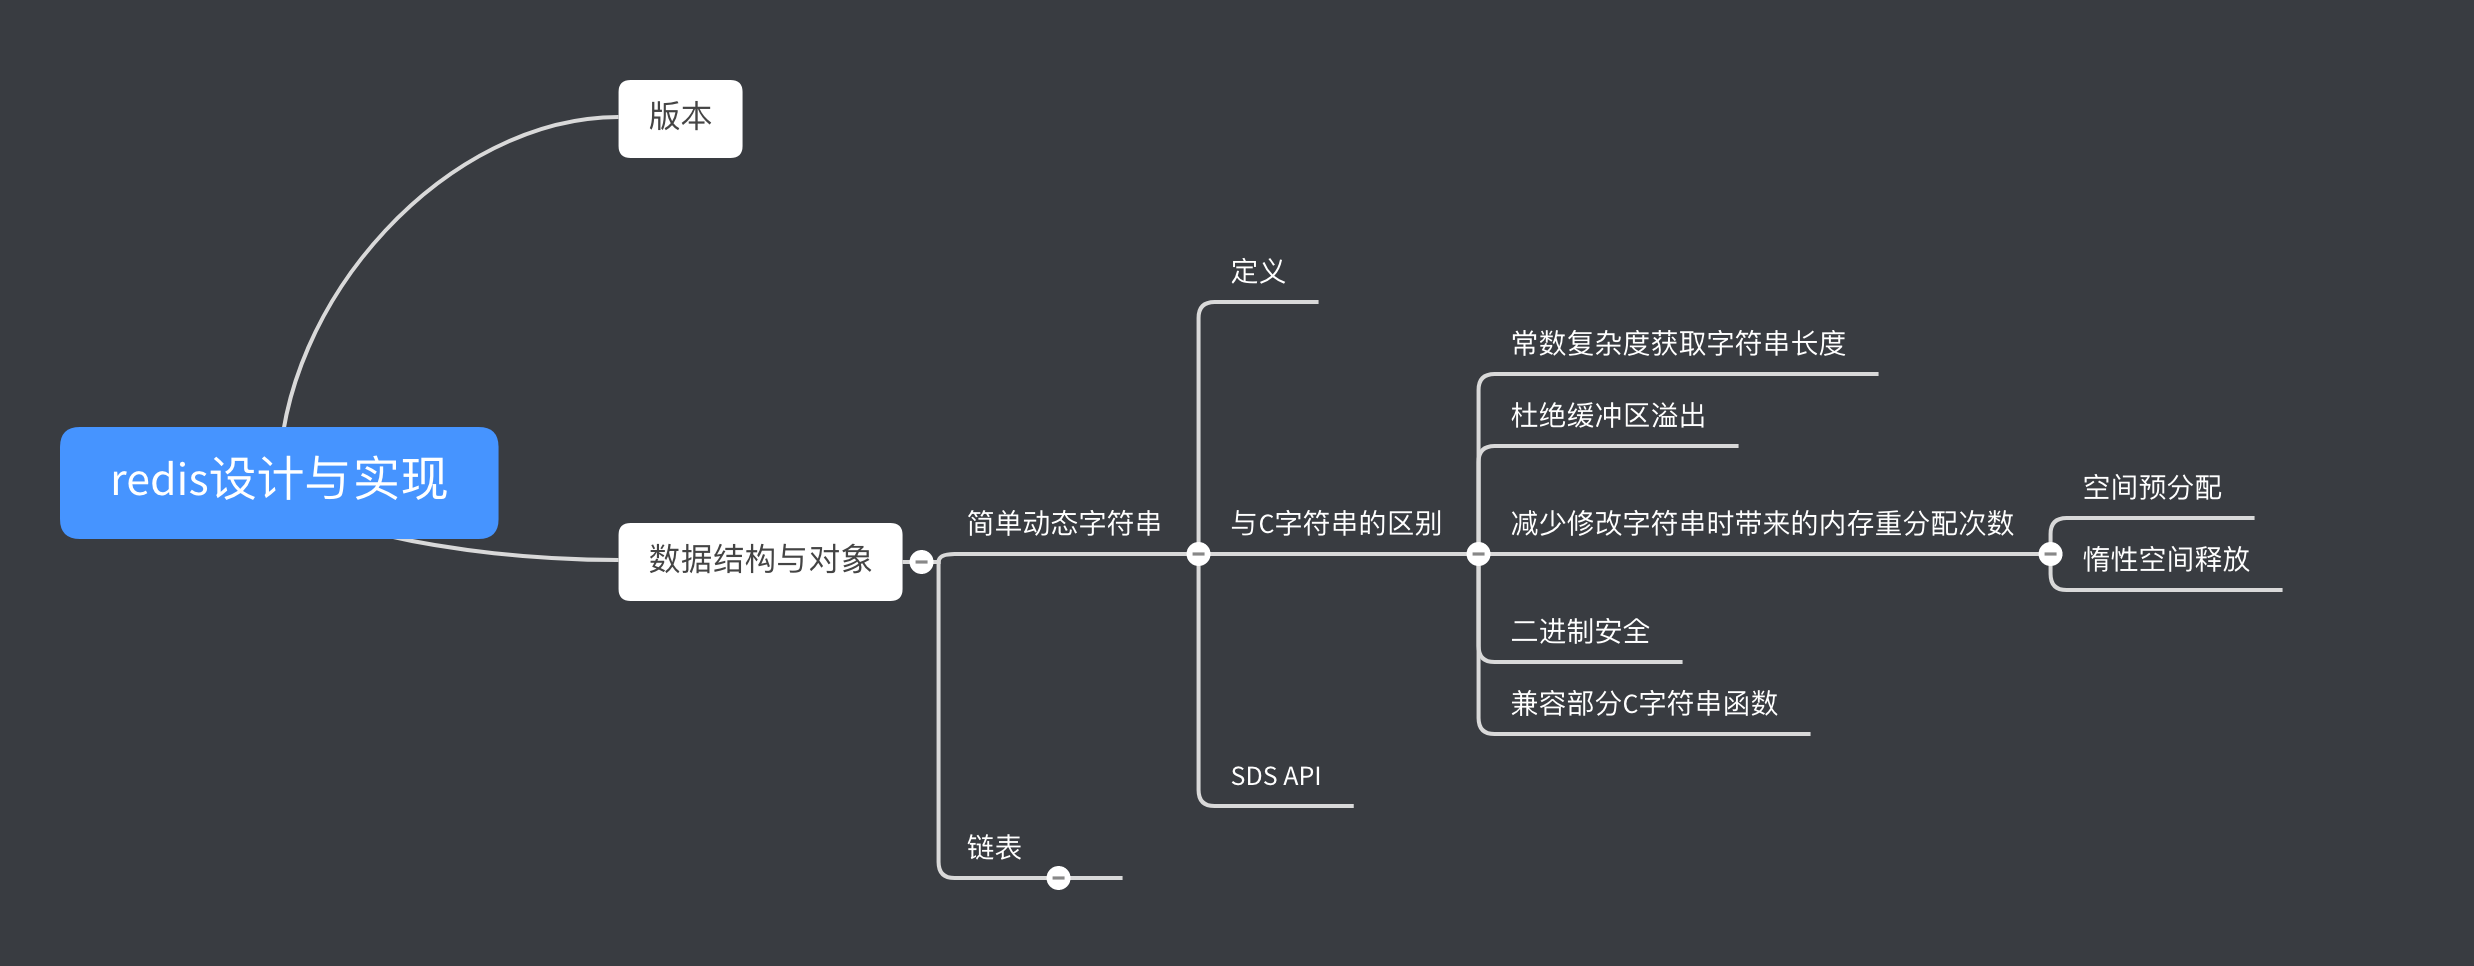 版本
redis设计与实现
数据结构与对象
简单动态字符串
定义
与C字符串的区别
常数复杂度获取字符串长度
杜绝缓冲区溢出
减少修改字符串时带来的内存重分配次数
空间预分配
惰性空间释放
二进制安全
兼容部分C字符串函数
SDS API
链表